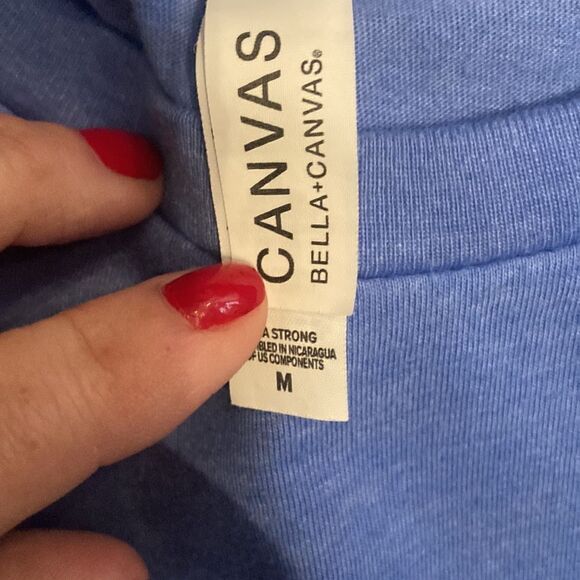 CANVAS
BELLA+CANVAS®
A STRONG
BLED IN NICARAGUA
OF US COMPONENTS
M